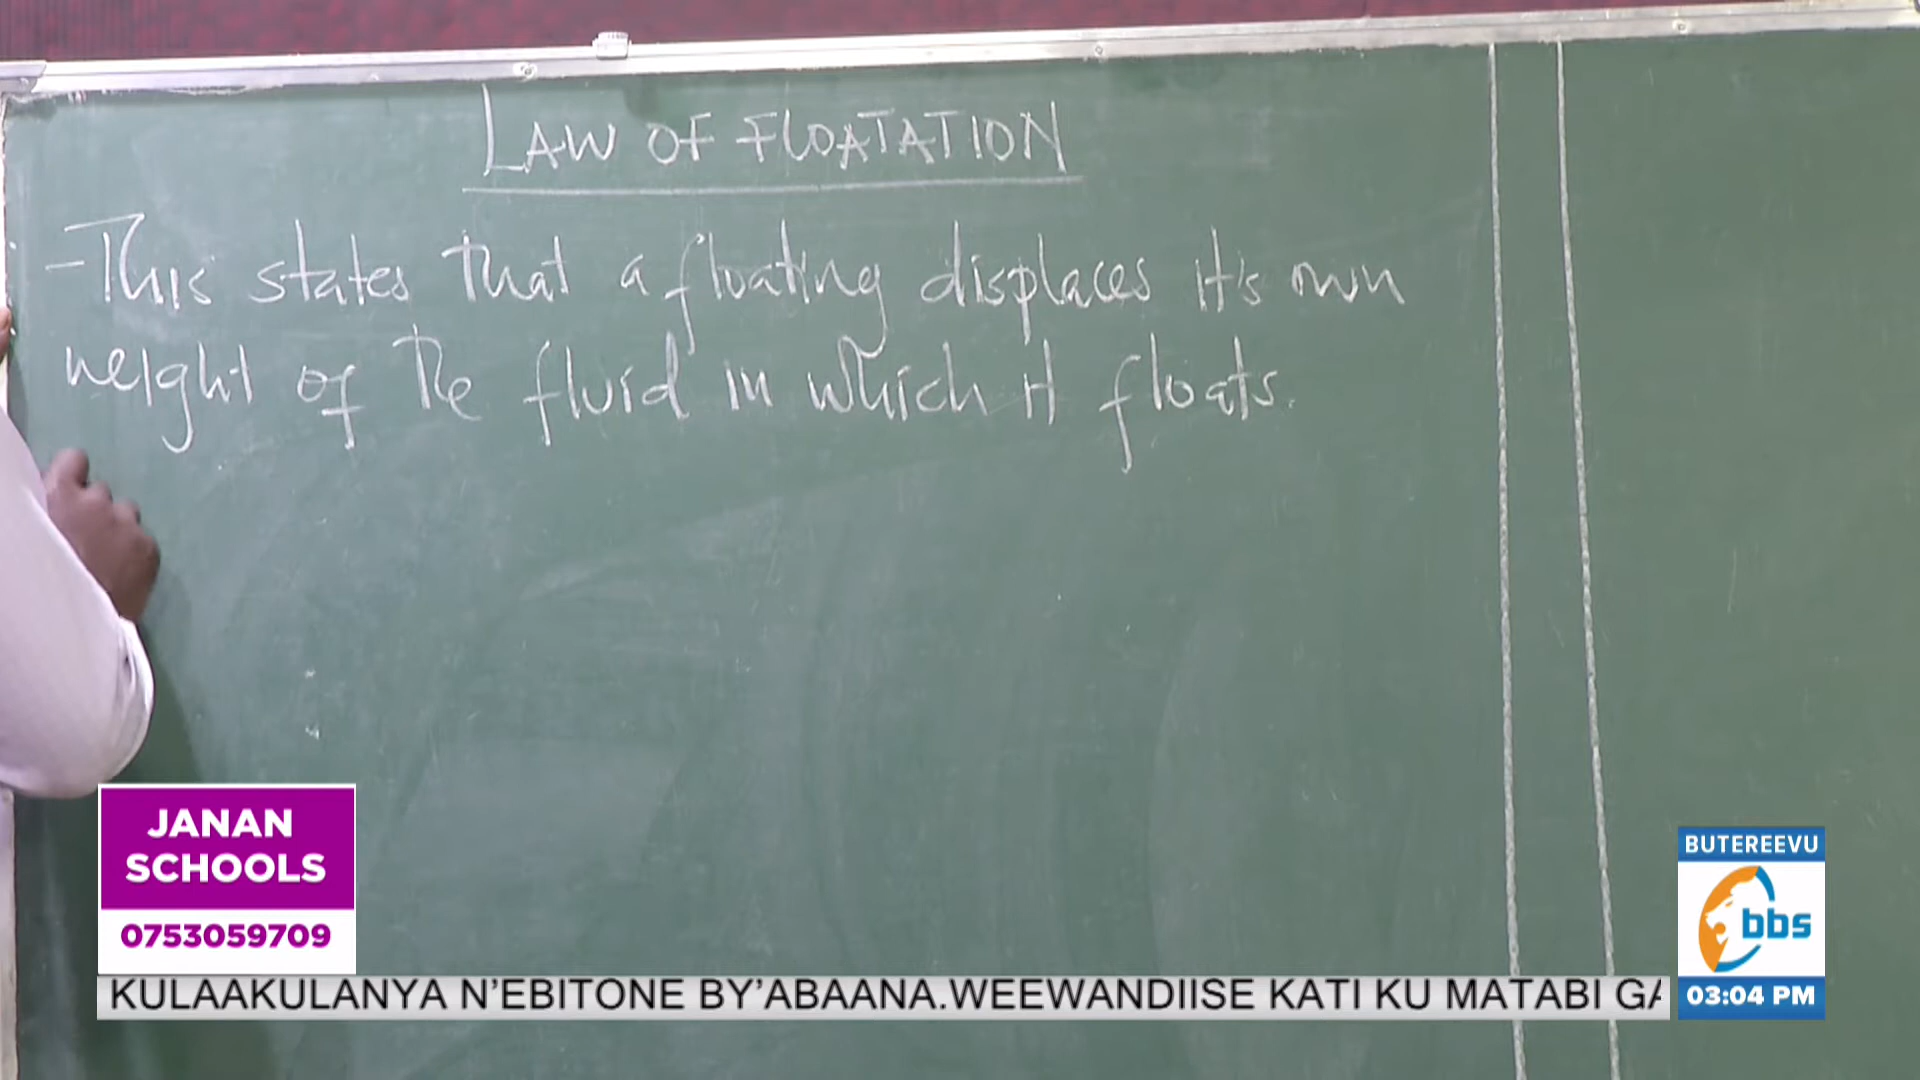 LAW OF FLOATATION
- This states that a floating displaces it's own
weight of the fluid in which it floats.
JANAN
SCHOOLS
0753059709
BUTEREEVU
bbs
KULAAKULANYA N'EBITONE BY'ABAANA.WEEWANDIISE KATI KU MATABI GA
03:04 PM